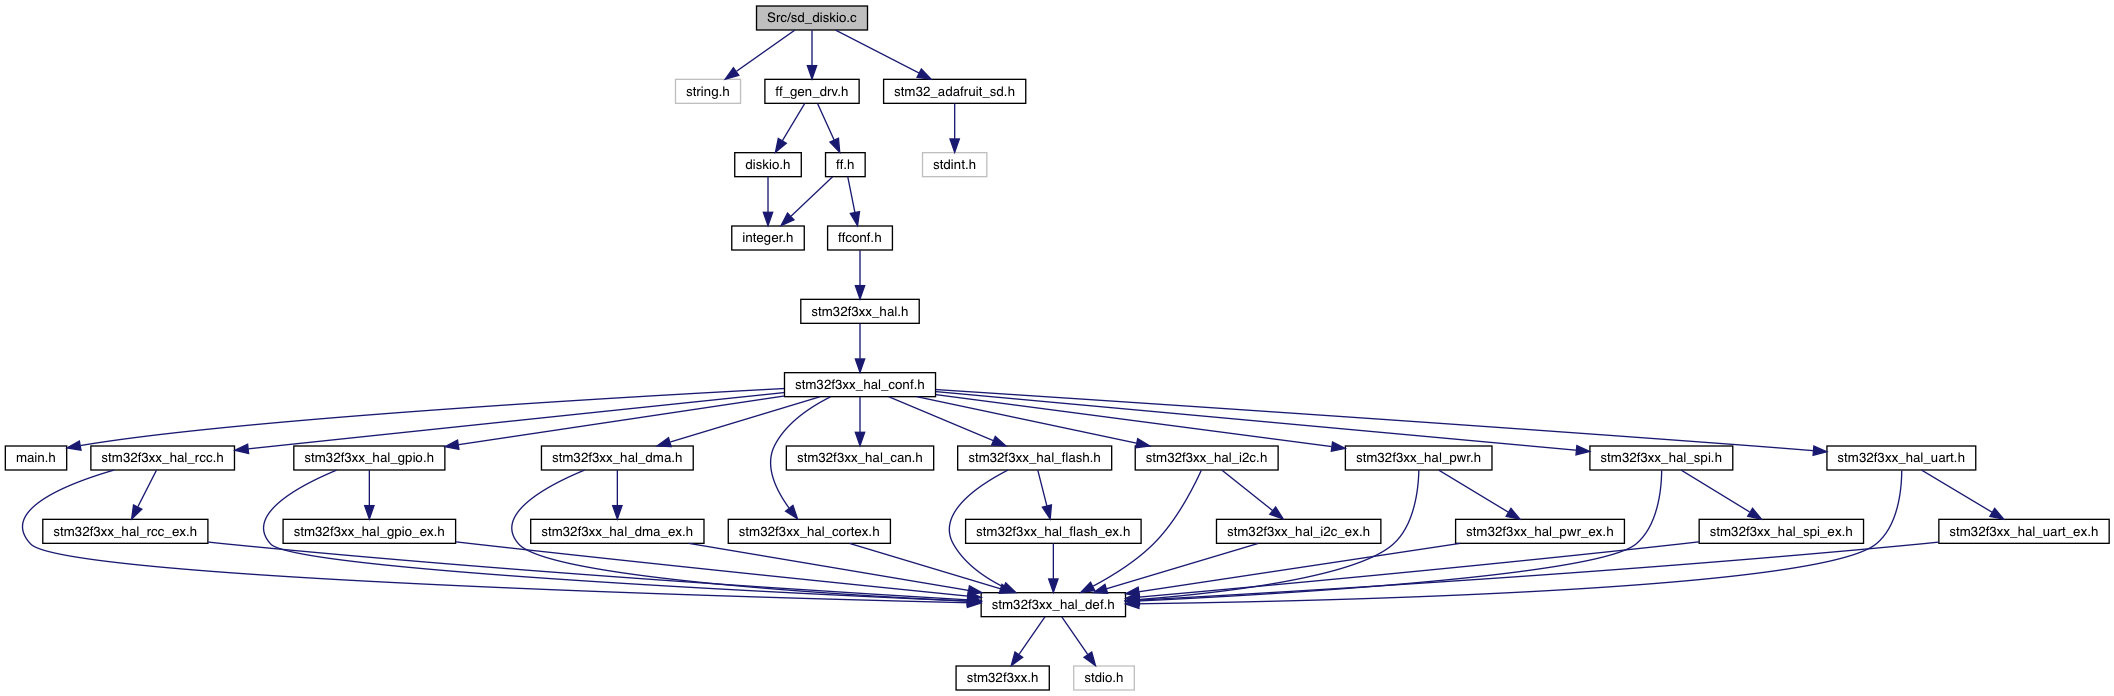 Src/sd_diskio.c
string.h
ff_gen_drv.h
stm32_adafruit_sd.h
diskio.h
ff.h
stdint.h
integer.h
ffconf.h
stm32f3xx_hal.h
stm32f3xx_hal_conf.h
main.h
stm32f3xx_hal_rcc.h
stm32f3xx_hal_gpio.h
stm32f3xx_hal_dma.h
stm32f3xx_hal_can.h
stm32f3xx_hal_flash.h
stm32f3xx_hal_i2c.h
stm32f3xx_hal_pwr.h
stm32f3xx_hal_spi.h
stm32f3xx_hal_uart.h
stm32f3xx_hal_rcc_ex.h
stm32f3xx_hal_gpio_ex.h
stm32f3xx_hal_dma_ex.h
stm32f3xx_hal_cortex.h
stm32f3xx_hal_flash_ex.h
stm32f3xx_hal_i2c_ex.h
stm32f3xx_hal_pwr_ex.h
stm32f3xx_hal_spi_ex.h
stm32f3xx_hal_uart_ex.h
stm32f3xx_hal_def.h
stm32f3xx.h
stdio.h